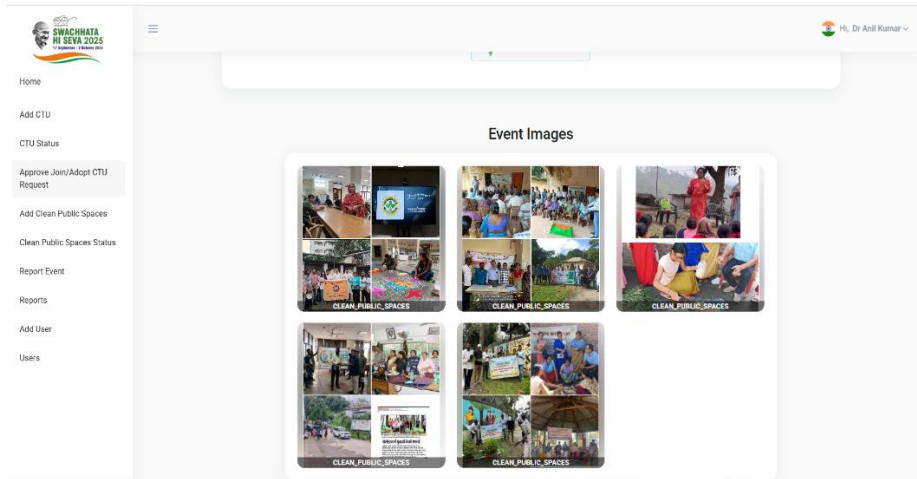 SWACHHATA
HI SEVA 2025
Hi, Dr Anil Kumar
Home
Add CTU
CTU Status
Approve Join/Adopt CTU
Request
Add Clean Public Spaces
Clean Public Spaces Status
Report Event
Reports
Add User
Users
Event Images
CLEAN_PUBLIC_SPACES
CLEAN_PUBLIC_SPACES
CLEAN_PUBLIC_SPACES
CLEAN_PUBLIC_SPACES
CLEAN_PUBLIC_SPACES